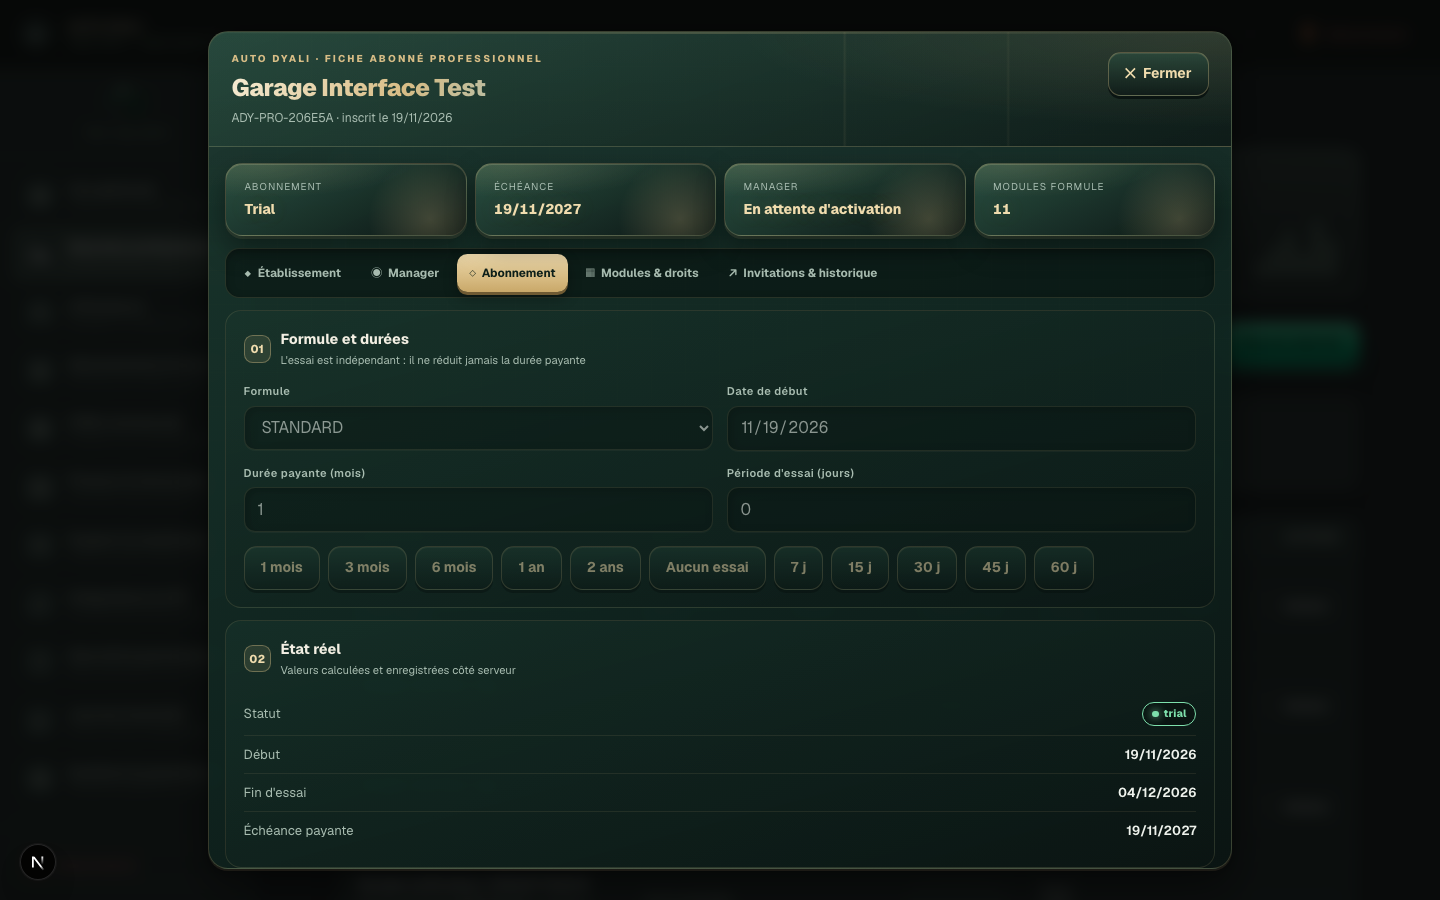 AUTO DYALI · FICHE ABONNÉ PROFESSIONNEL
Garage Interface Test
ADY-PRO-206E5A · inscrit le 19/11/2026
Fermer
ABONNEMENT
Trial
ÉCHÉANCE
19/11/2027
MANAGER
En attente d'activation
MODULES FORMULE
11
Établissement
Manager
Abonnement
Modules & droits
Invitations & historique
01
Formule et durées
L'essai est indépendant : il ne réduit jamais la durée payante
Formule
STANDARD
Date de début
11/19/2026
Durée payante (mois)
1
Période d'essai (jours)
0
1 mois
3 mois
6 mois
1 an
2 ans
Aucun essai
7 j
15 j
30 j
45 j
60 j
02
État réel
Valeurs calculées et enregistrées côté serveur
Statut
trial
Début
19/11/2026
Fin d'essai
04/12/2026
Échéance payante
19/11/2027
N